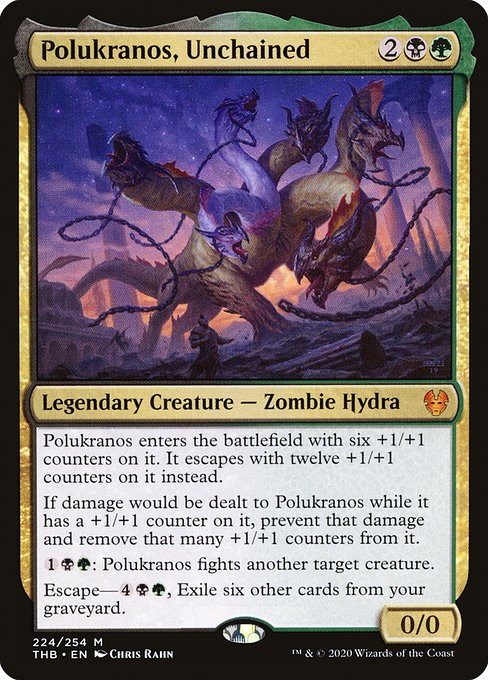 Polukranos, Unchained 2
Legendary Creature — Zombie Hydra
Polukranos enters the battlefield with six +1/+1
counters on it. It escapes with twelve +1/+1
counters on it instead.
If damage would be dealt to Polukranos while it
has a +1/+1 counter on it, prevent that damage
and remove that many +1/+1 counters from it.
1: Polukranos fights another target creature.
Escape—4, Exile six other cards from your
graveyard.
0/0
224/254 M
THB • EN Chris Rahn
™ & © 2020 Wizards of the Coast